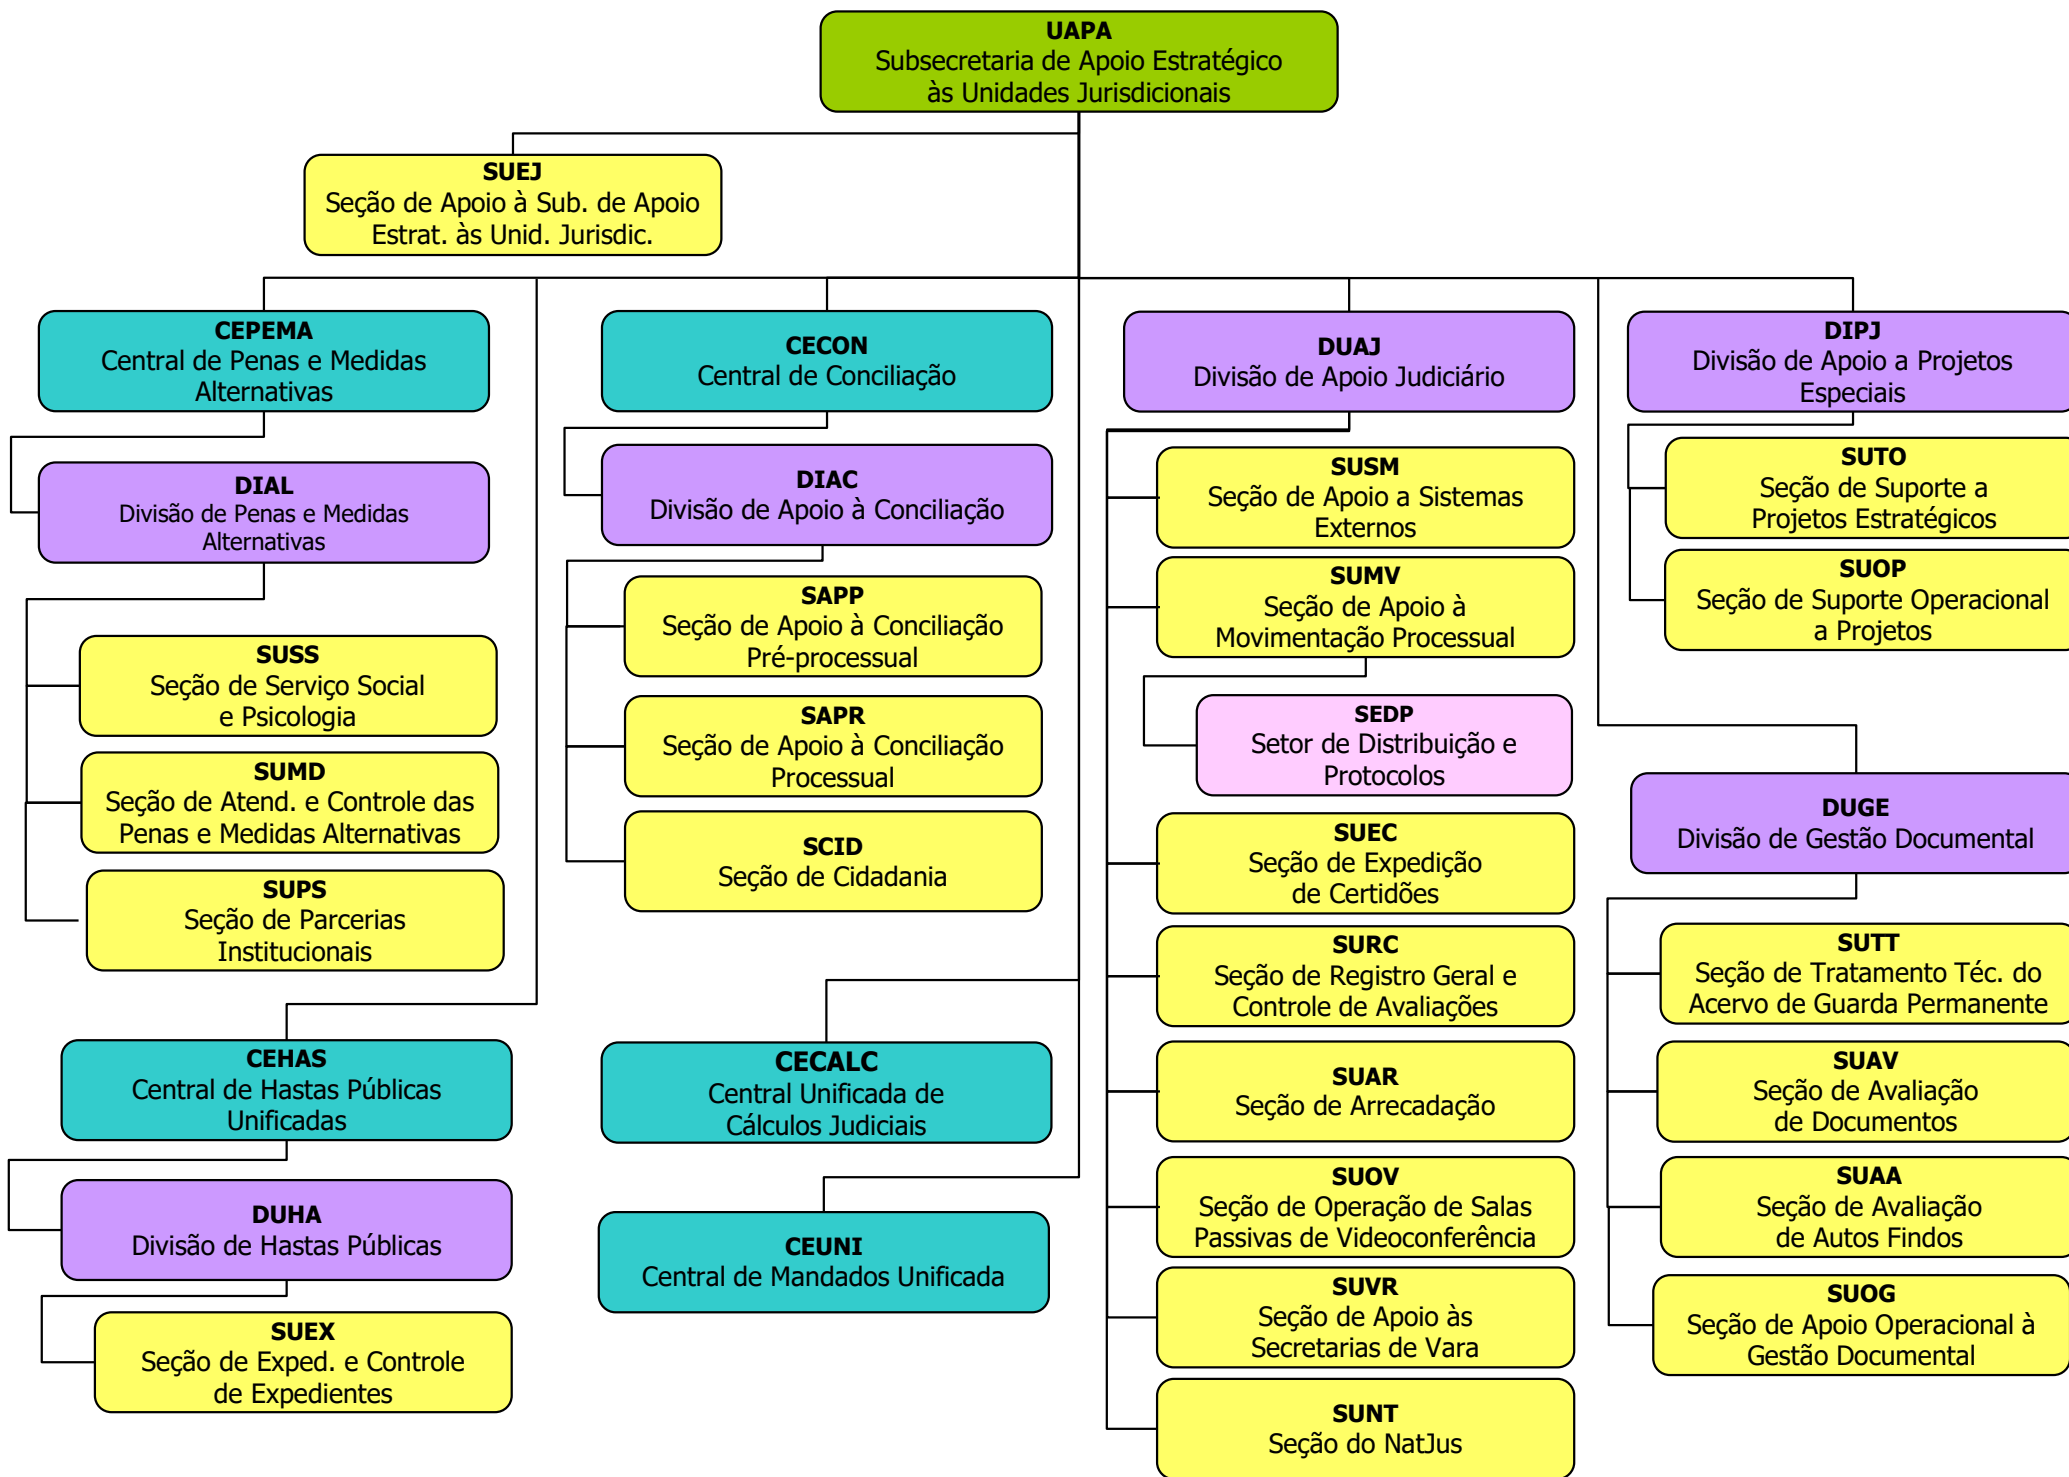 UAPA
Subsecretaria de Apoio Estratégico
às Unidades Jurisdicionais
SUEJ
Seção de Apoio à Sub. de Apoio
Estrat. às Unid. Jurisdic.
CEPEMA
Central de Penas e Medidas
Alternativas
DIAL
Divisão de Penas e Medidas
Alternativas
SUSS
Seção de Serviço Social
e Psicologia
SUMD
Seção de Atend. e Controle das
Penas e Medidas Alternativas
SUPS
Seção de Parcerias
Institucionais
CEHAS
Central de Hastas Públicas
Unificadas
DUHA
Divisão de Hastas Públicas
SUEX
Seção de Exped. e Controle
de Expedientes
CECON
Central de Conciliação
DIAC
Divisão de Apoio à Conciliação
SAPP
Seção de Apoio à Conciliação
Pré-processual
SAPR
Seção de Apoio à Conciliação
Processual
SCID
Seção de Cidadania
CECALC
Central Unificada de
Cálculos Judiciais
CEUNI
Central de Mandados Unificada
DUAJ
Divisão de Apoio Judiciário
SUSM
Seção de Apoio a Sistemas
Externos
SUMV
Seção de Apoio à
Movimentação Processual
SEDP
Setor de Distribuição e
Protocolos
SUEC
Seção de Expedição
de Certidões
SURC
Seção de Registro Geral e
Controle de Avaliações
SUAR
Seção de Arrecadação
SUOV
Seção de Operação de Salas
Passivas de Videoconferência
SUVR
Seção de Apoio às
Secretarias de Vara
SUNT
Seção do NatJus
DIPJ
Divisão de Apoio a Projetos
Especiais
SUTO
Seção de Suporte a
Projetos Estratégicos
SUOP
Seção de Suporte Operacional
a Projetos
DUGE
Divisão de Gestão Documental
SUTT
Seção de Tratamento Téc. do
Acervo de Guarda Permanente
SUAV
Seção de Avaliação
de Documentos
SUAA
Seção de Avaliação
de Autos Findos
SUOG
Seção de Apoio Operacional à
Gestão Documental